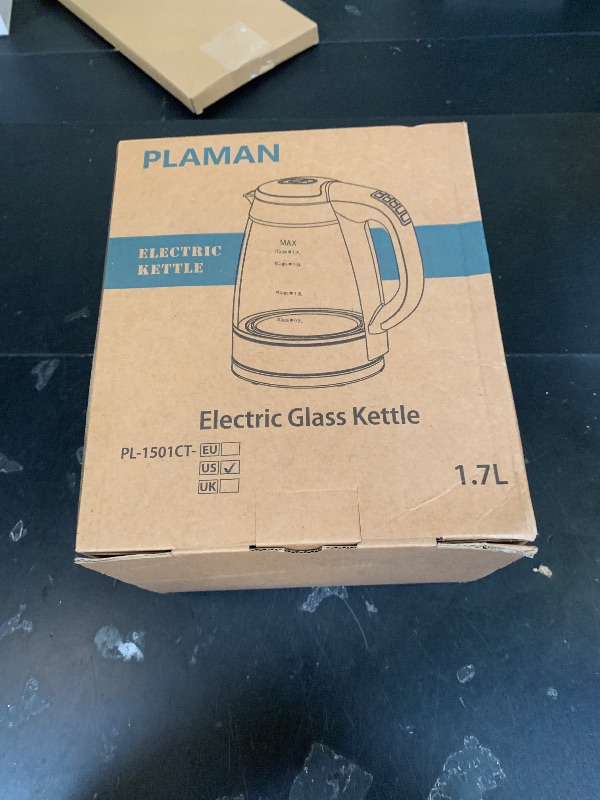 PLAMAN
ELECTRIC
KETTLE
MAX
Electric Glass Kettle
PL-1501CT- EU
US ✓
UK
1.7L